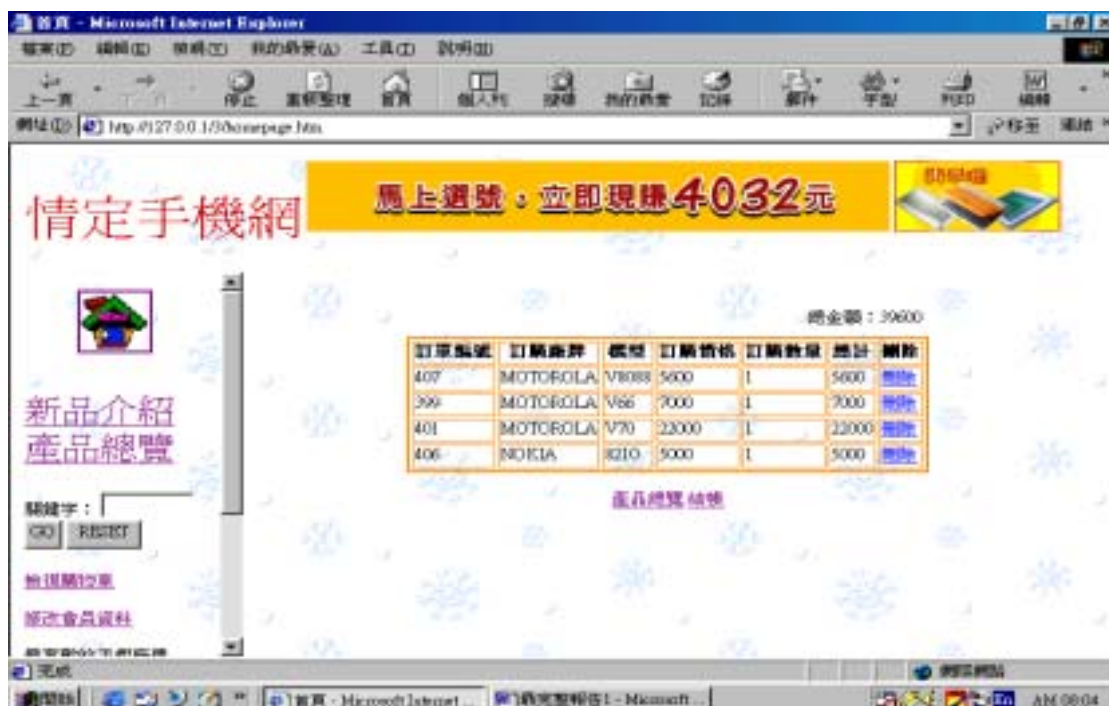 首頁 - Microsoft Internet Explorer
檔案(F) 編輯(E) 檢視(V) 我的最愛(A) 工具(T) 說明(H)
上一頁 停止 重新整理 首頁 搜尋 我的最愛 記錄 郵件 字型 列印 編輯
網址(D) http://127.0.0.1/3/homepage.htm 移至 連結
情定手機網
馬上選號。立即現賺4032元
總金額：39600
訂單編號 訂購廠牌 機型 訂購價格 訂購數量 總計 刪除
407 MOTOROLA V8088 5600 1 5600 刪除
399 MOTOROLA V66 7000 1 7000 刪除
401 MOTOROLA V70 22000 1 22000 刪除
406 NOKIA 8210 5000 1 5000 刪除
產品總覽 結帳
新品介紹
產品總覽
關鍵字：
GO RESET
檢視購物車
修改會員資料
完成
開始 首頁 - Microsoft Internet ... 最完整報告1 - Microsoft ... En AM 08:04